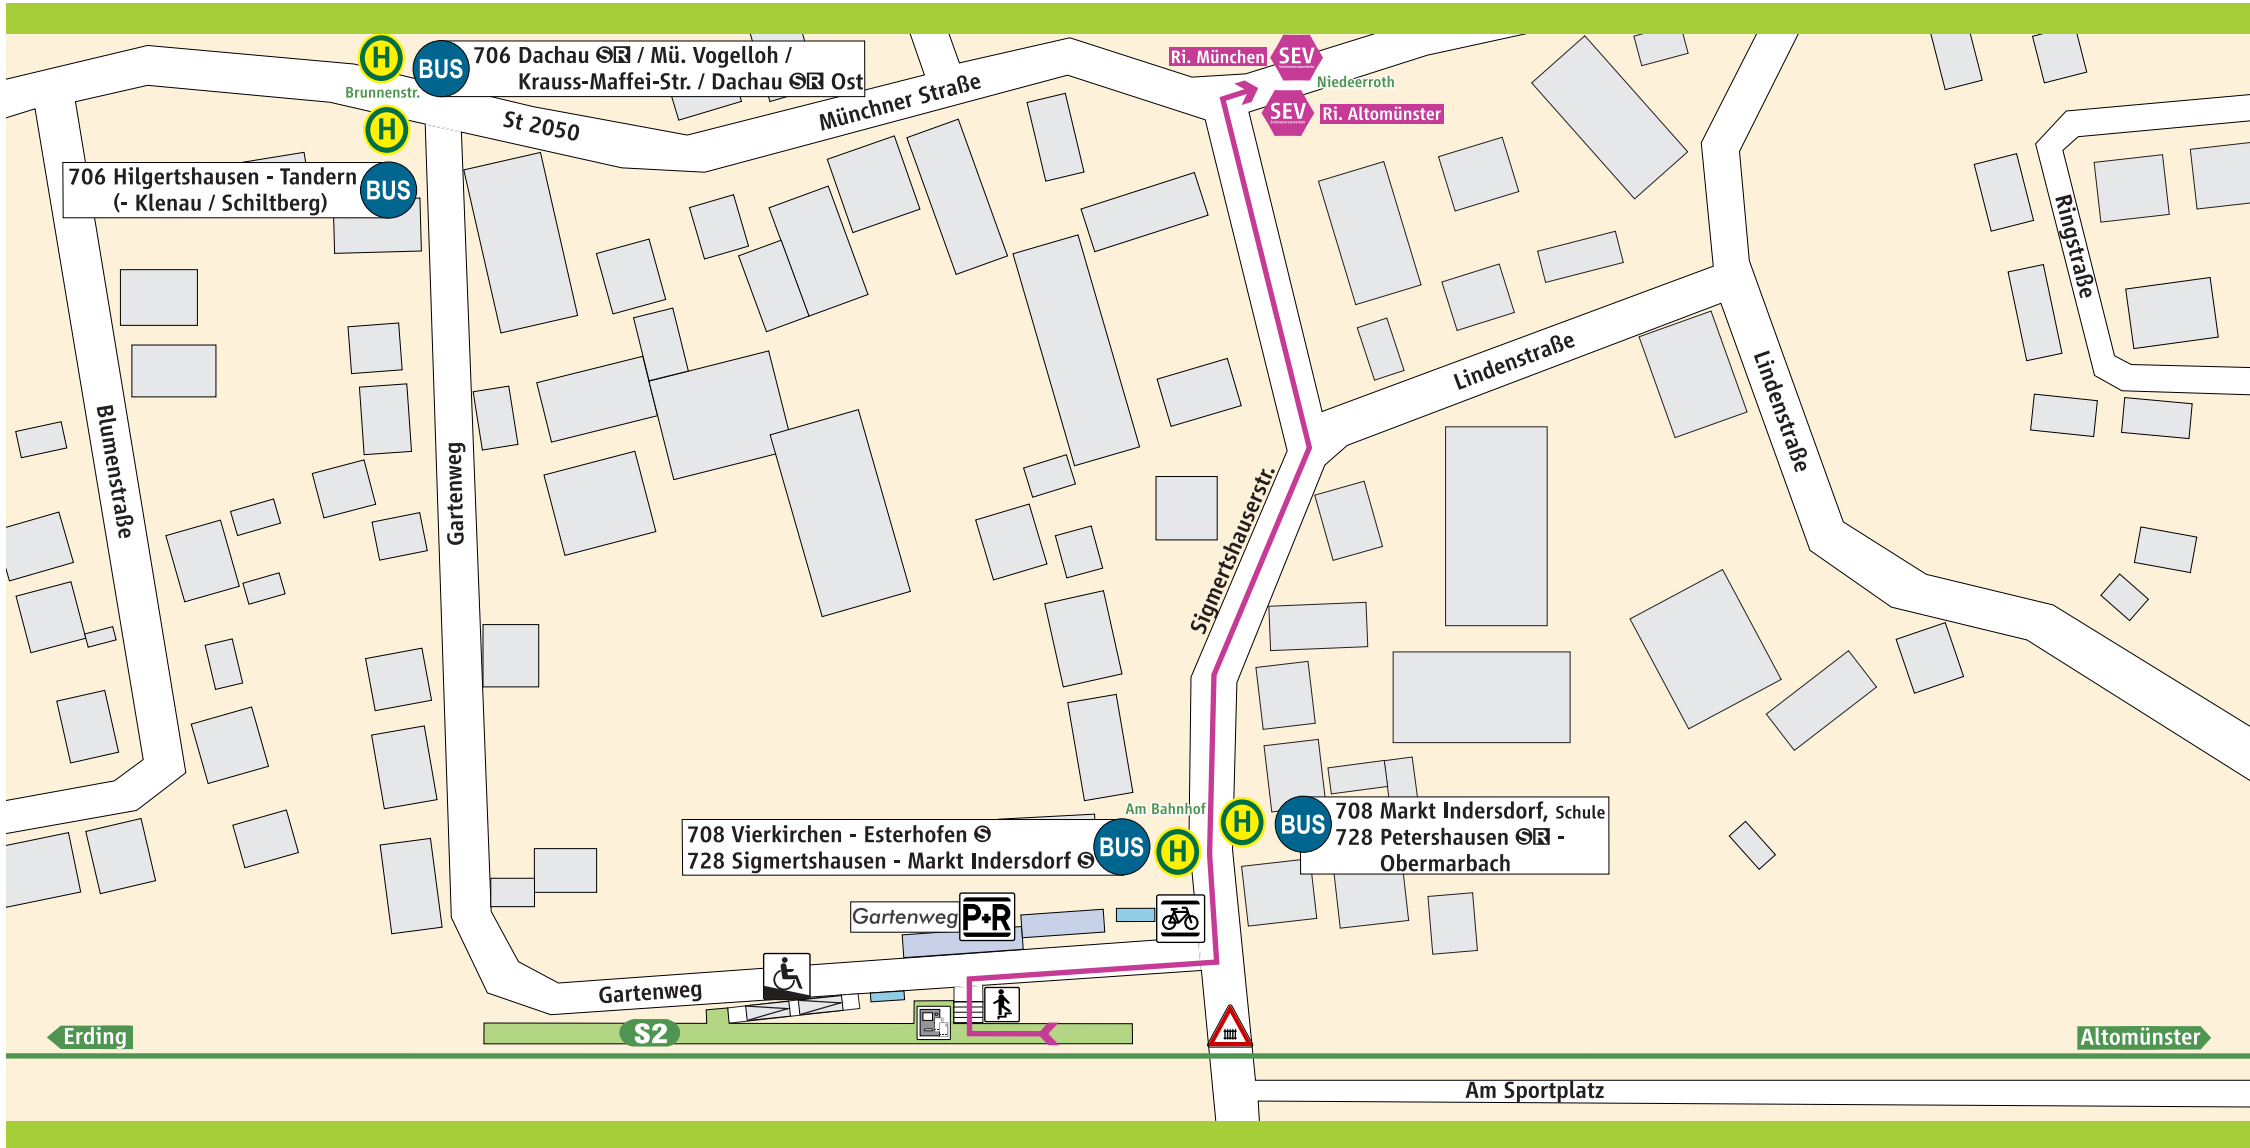 H
BUS
706 Dachau S R / Mü. Vogelloh /
Krauss-Maffei-Str. / Dachau S R Ost
Brunnenstr.
H
706 Hilgertshausen - Tandern
(- Klenau / Schiltberg)
BUS
St 2050
Münchner Straße
Ri. München
SEV
Niedeerroth
SEV
Ri. Altomünster
Ringstraße
Lindenstraße
Lindenstraße
Blumenstraße
Gartenweg
Sigmertshauserstr.
Am Bahnhof
708 Vierkirchen - Esterhofen S
728 Sigmertshausen - Markt Indersdorf S
BUS
H
H
BUS
708 Markt Indersdorf, Schule
728 Petershausen S R -
Obermarbach
Gartenweg
P+R
Gartenweg
S2
Erding
Altomünster
Am Sportplatz